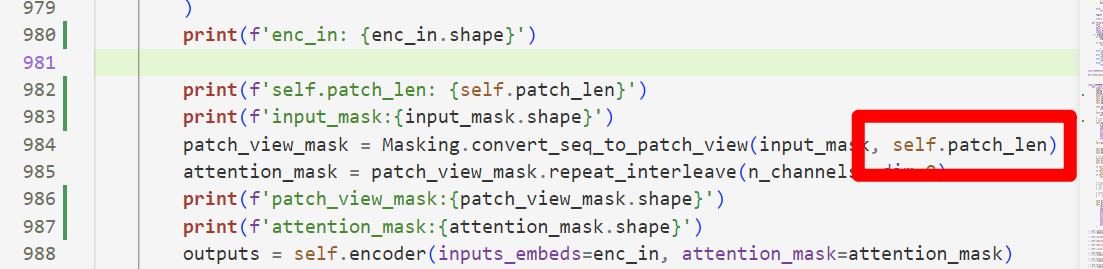 979 )
980 print(f'enc_in: {enc_in.shape}')
981
982 print(f'self.patch_len: {self.patch_len}')
983 print(f'input_mask:{input_mask.shape}')
984 patch_view_mask = Masking.convert_seq_to_patch_view(input_mask, self.patch_len)
985 attention_mask = patch_view_mask.repeat_interleave(n_channels, dim=0)
986 print(f'patch_view_mask:{patch_view_mask.shape}')
987 print(f'attention_mask:{attention_mask.shape}')
988 outputs = self.encoder(inputs_embeds=enc_in, attention_mask=attention_mask)